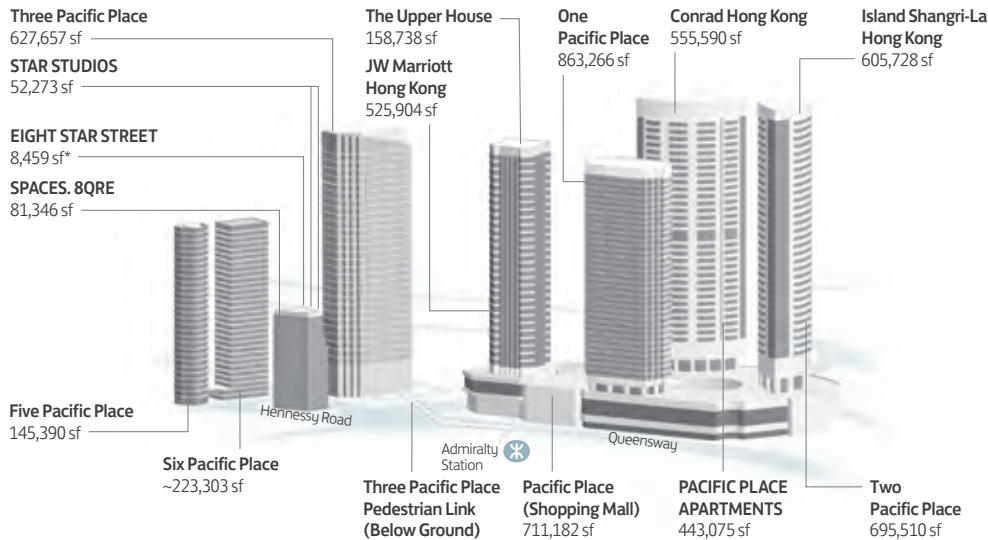 Three Pacific Place
627,657 sf
STAR STUDIOS
52,273 sf
EIGHT STAR STREET
8,459 sf*
SPACES. 8QRE
81,346 sf
The Upper House
158,738 sf
JW Marriott
Hong Kong
525,904 sf
One
Pacific Place
863,266 sf
Conrad Hong Kong
555,590 sf
Island Shangri-La
Hong Kong
605,728 sf
Five Pacific Place
145,390 sf
Hennessy Road
Six Pacific Place
~223,303 sf
Admiralty
Station
Queensway
Three Pacific Place
Pedestrian Link
(Below Ground)
Pacific Place
(Shopping Mall)
711,182 sf
PACIFIC PLACE
APARTMENTS
443,075 sf
Two
Pacific Place
695,510 sf